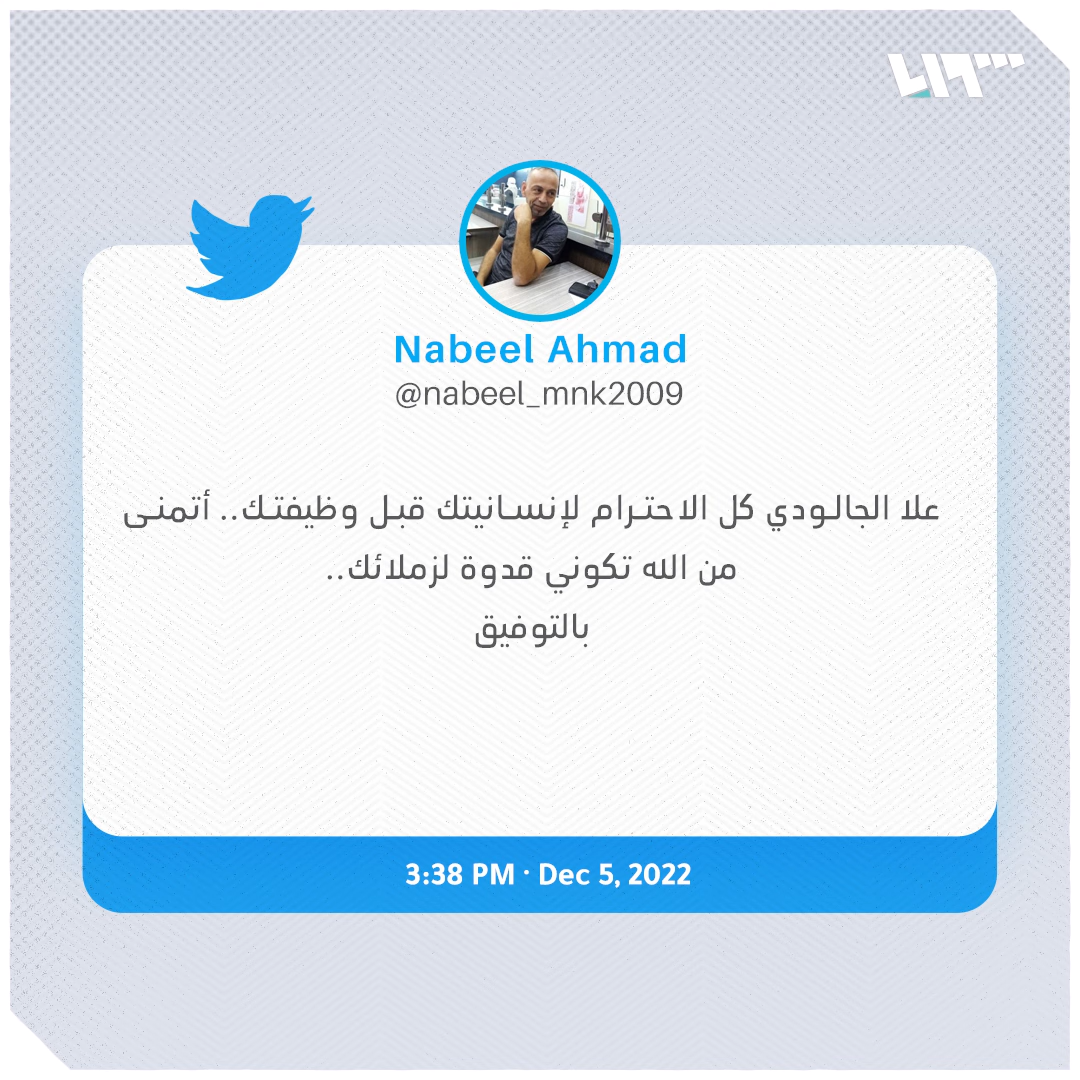 Nabeel Ahmad
@nabeel_mnk2009
علا الجالودي كل الاحترام لإنسانيتك قبل وظيفتك.. أتمنى
من الله تكوني قدوة لزملائك..
بالتوفيق
3:38 PM · Dec 5, 2022